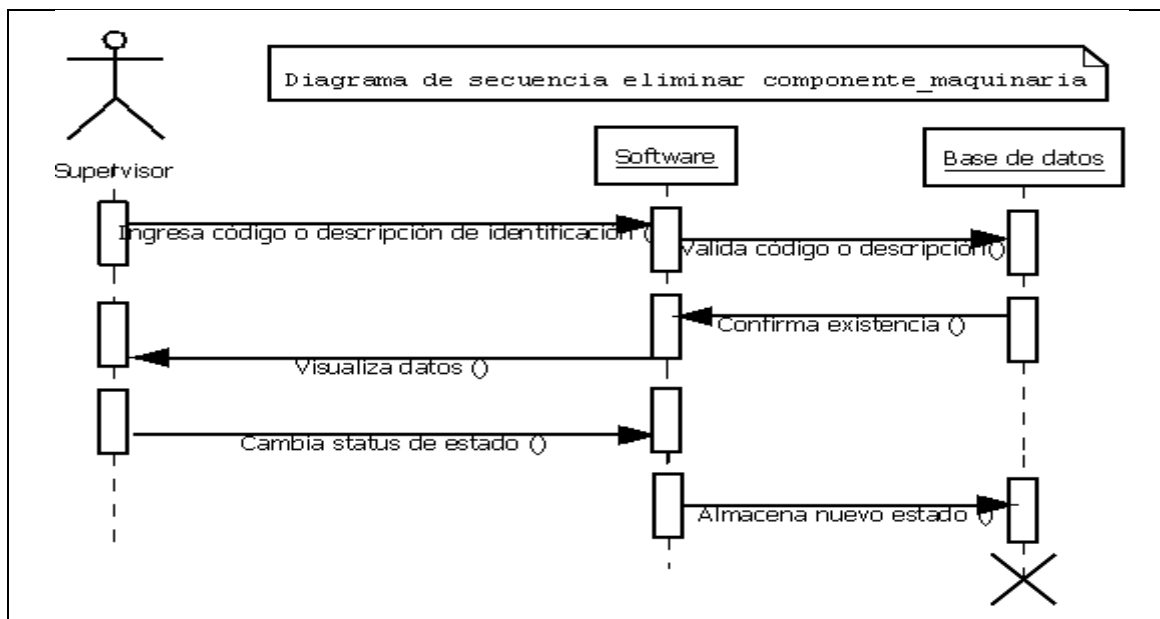 Diagrama de secuencia eliminar componente_maquinaria
Supervisor
Software
Base de datos
Ingresa código o descripción de identificación ()
Valida código o descripción()
Confirma existencia ()
Visualiza datos ()
Cambia status de estado ()
Almacena nuevo estado ()